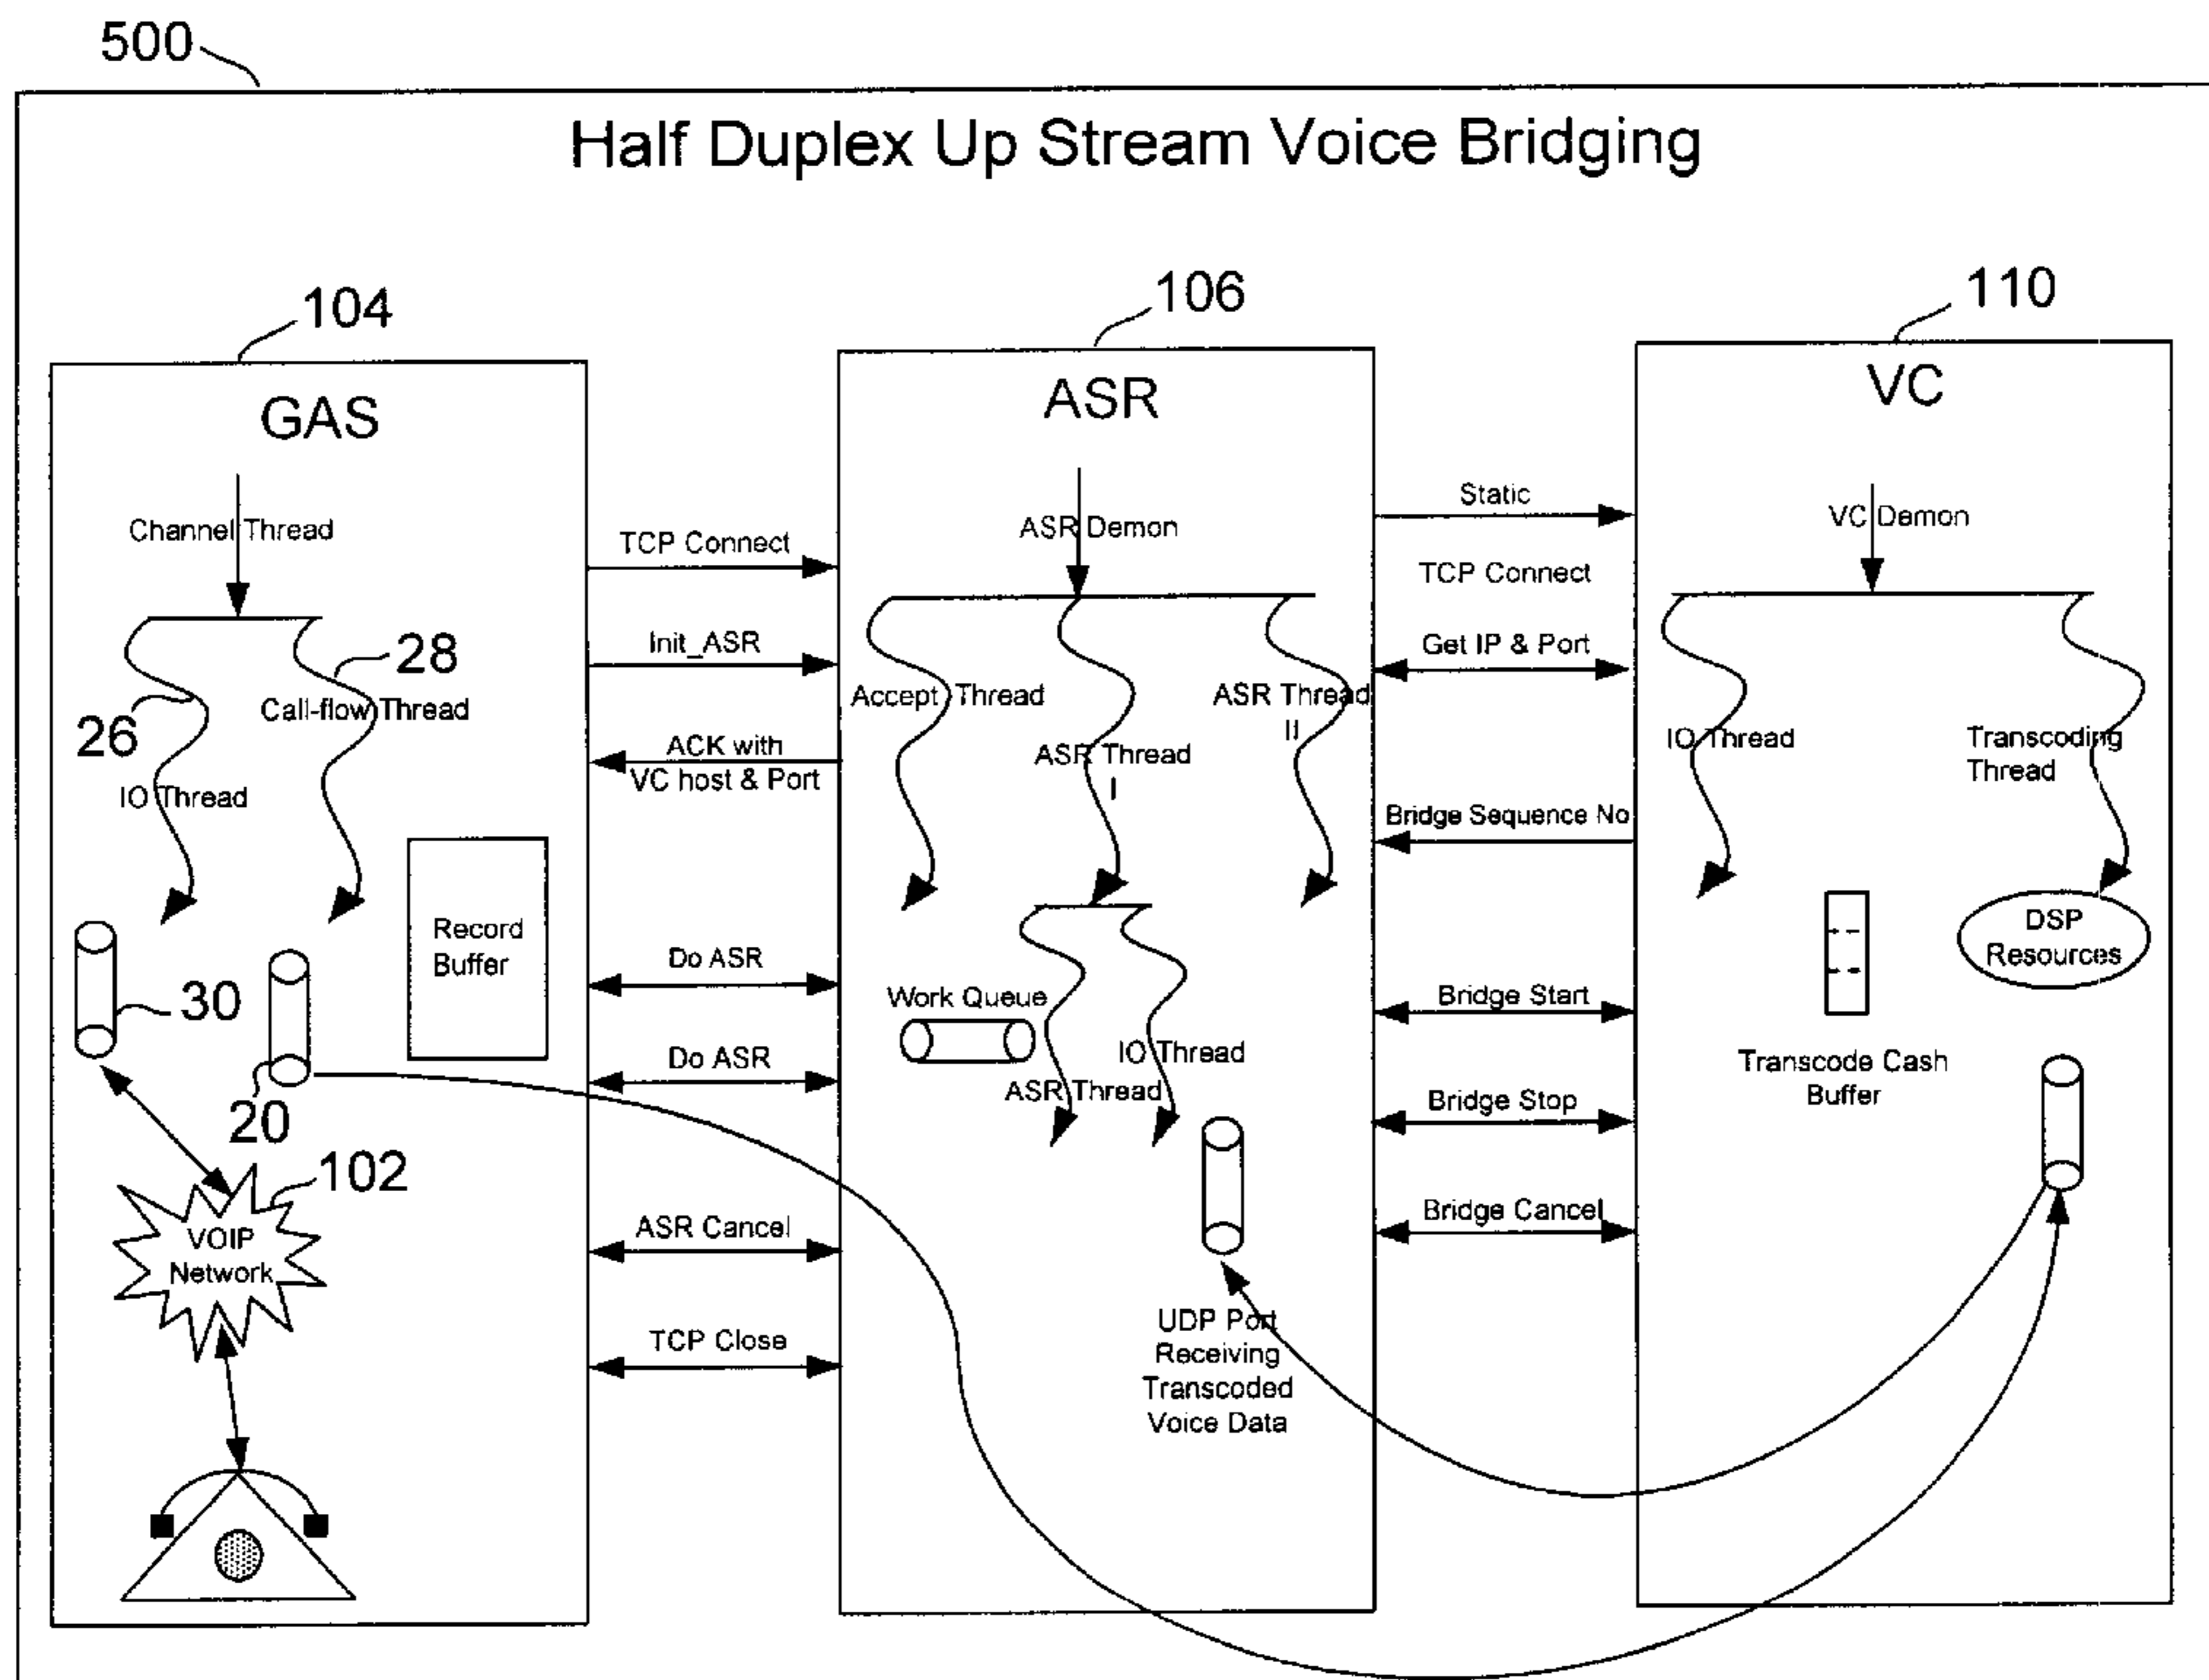 500
Half Duplex Up Stream Voice Bridging
104
GAS
Channel Thread
28
Call-flow Thread
26
IO Thread
Record
Buffer
30
20
102
VOIP
Network
TCP Connect
Init_ASR
ACK with
VC host & Port
Do ASR
Do ASR
ASR Cancel
TCP Close
106
ASR
ASR Demon
Accept Thread
ASR Thread
I
ASR Thread
II
Work Queue
IO Thread
ASR Thread
UDP Port
Receiving
Transcoded
Voice Data
Static
TCP Connect
Get IP & Port
Bridge Sequence No
Bridge Start
Bridge Stop
Bridge Cancel
110
VC
VC Demon
IO Thread
Transcoding
Thread
DSP
Resources
Transcode Cash
Buffer